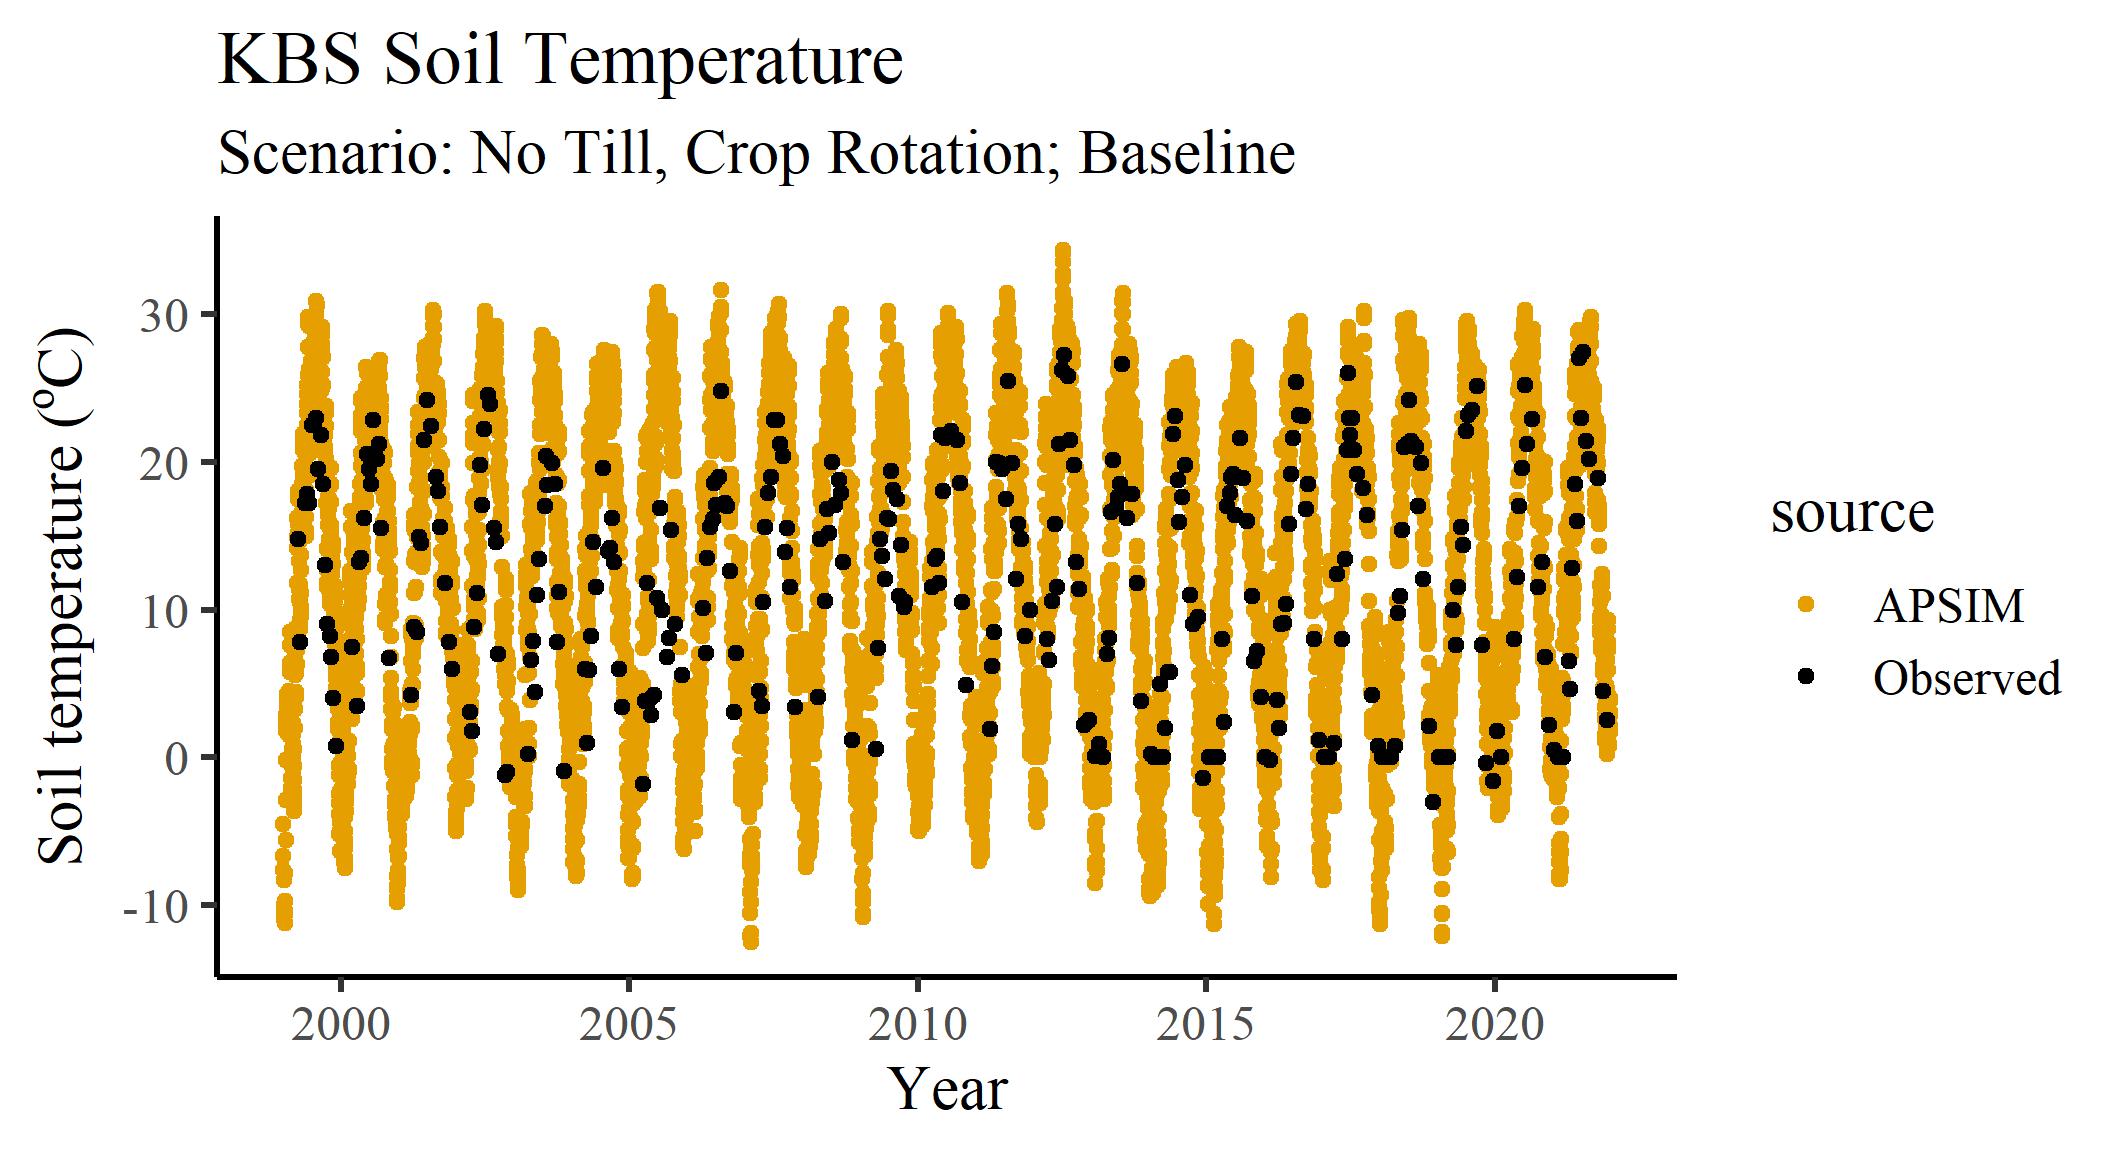 KBS Soil Temperature
Scenario: No Till, Crop Rotation; Baseline
Soil temperature (ºC)
30
20
10
0
-10
2000 2005 2010 2015 2020
Year
source
APSIM
Observed